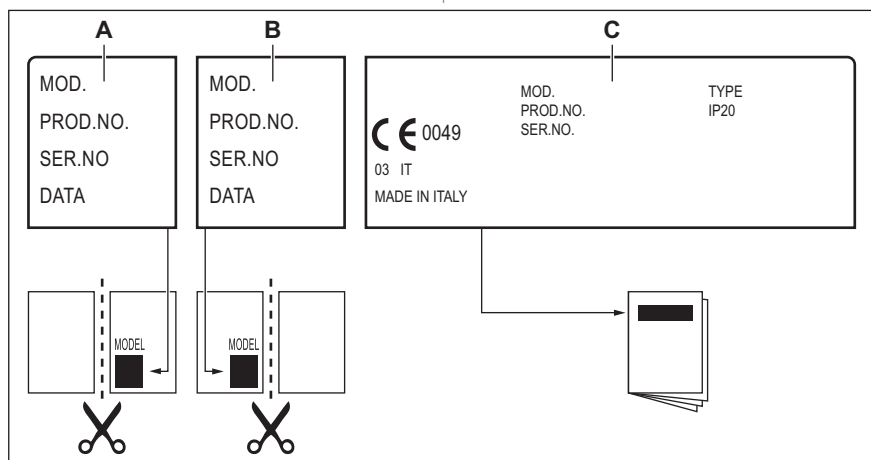 A
B
C
MOD.
PROD.NO.
SER.NO
DATA
MOD.
PROD.NO.
SER.NO
DATA
MOD.
PROD.NO.
SER.NO.
TYPE
IP20
CE 0049
03 IT
MADE IN ITALY
MODEL
MODEL